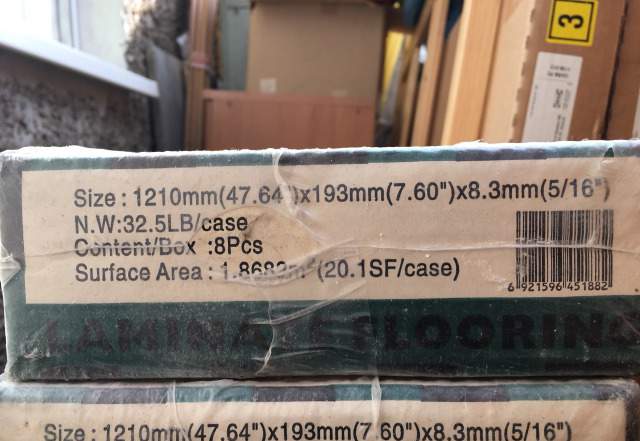 3
Size : 1210mm(47.64")x193mm(7.60")x8.3mm(5/16")
N.W:32.5LB/case
Content/Box :8Pcs
Surface Area : 1.8682m²(20.1SF/case)
6 921596 451882
LAMINATE FLOORING
Size : 1210mm(47.64")x193mm(7.60")x8.3mm(5/16")